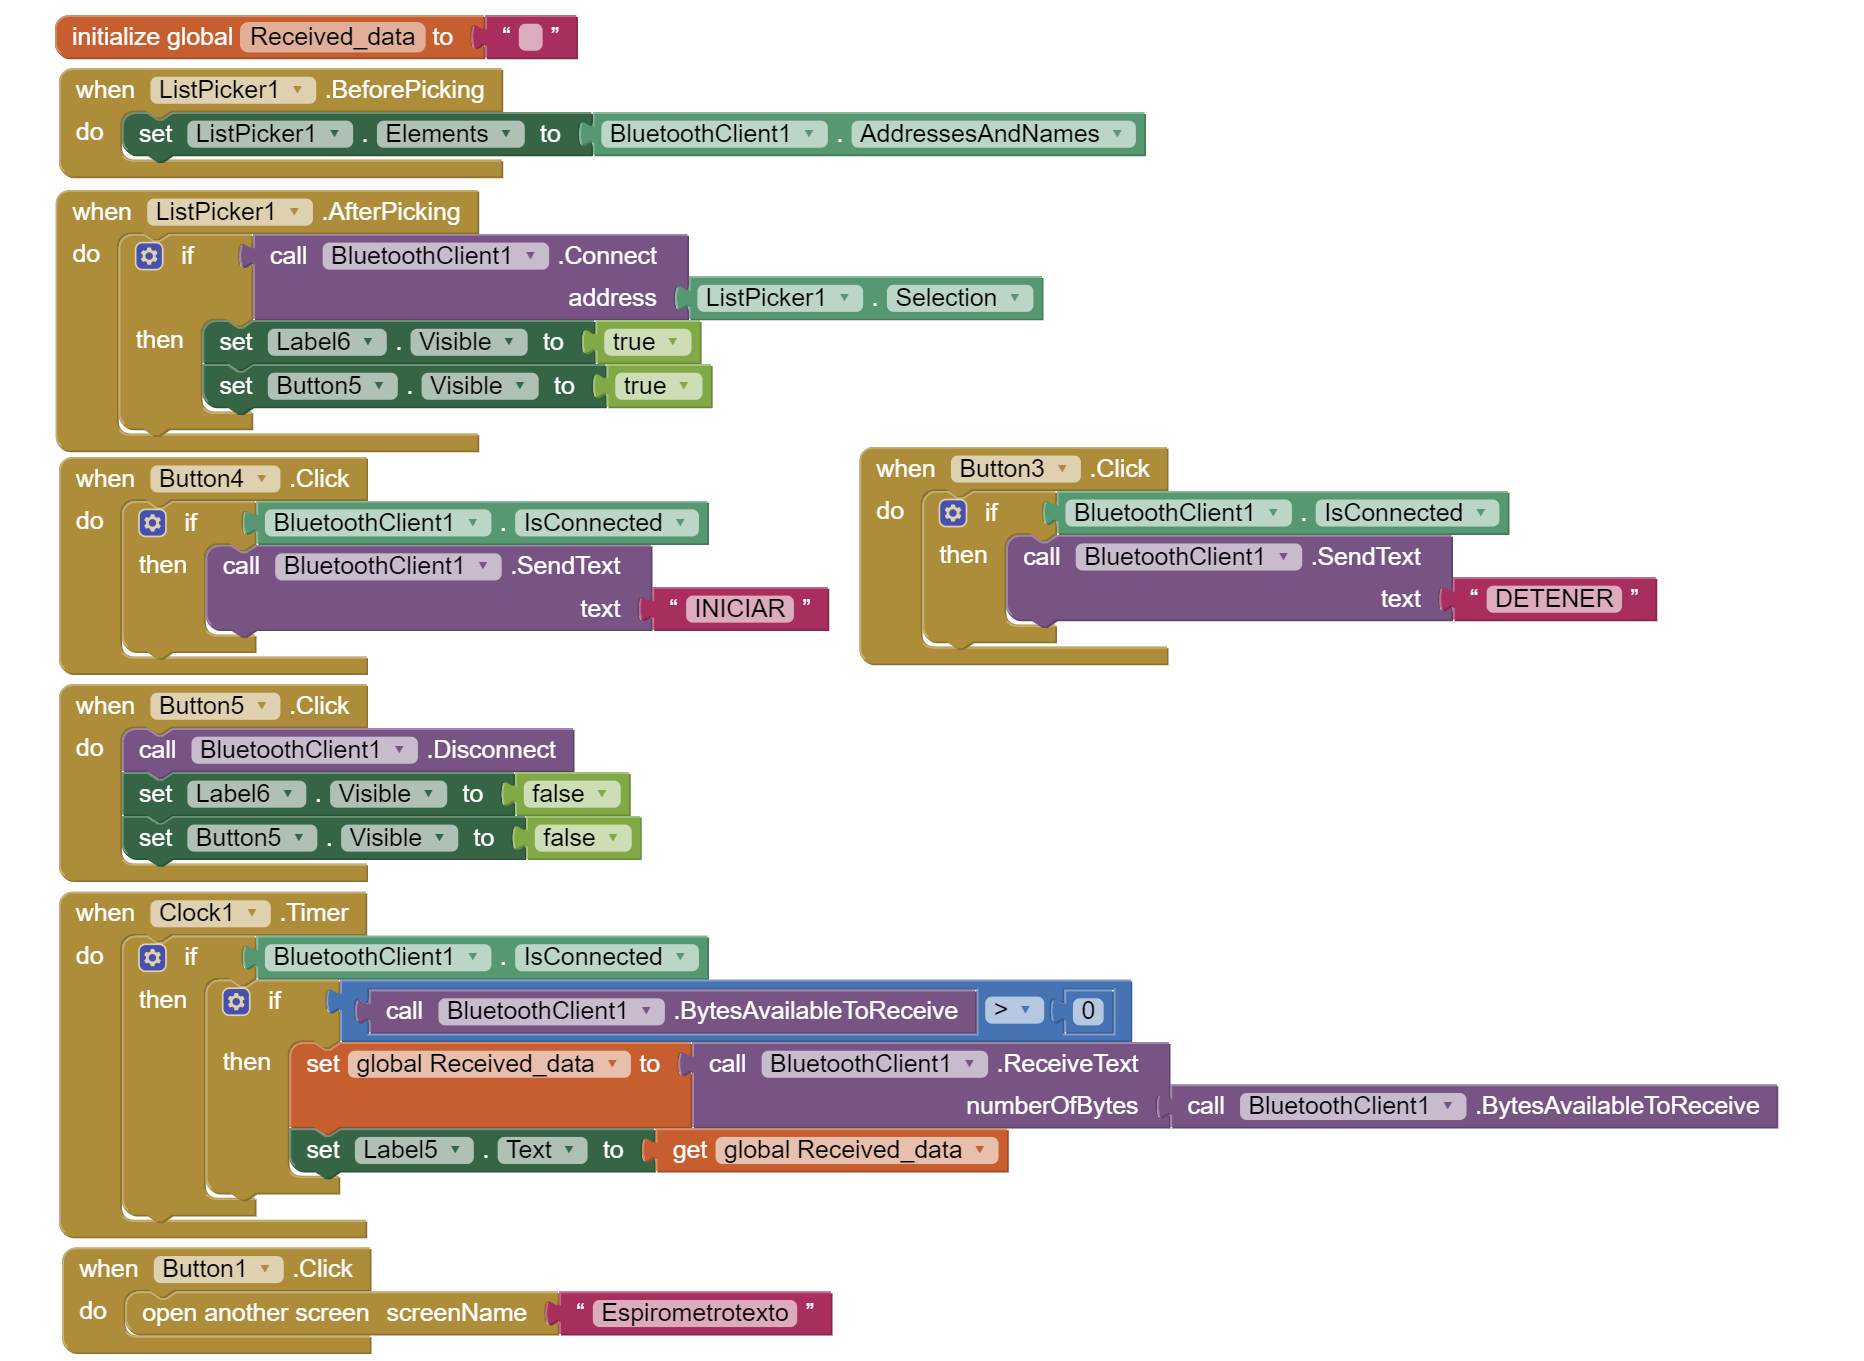 initialize global Received_data to “ ”
when ListPicker1 .BeforePicking
do set ListPicker1 . Elements to BluetoothClient1 . AddressesAndNames
when ListPicker1 .AfterPicking
do if call BluetoothClient1 .Connect
address ListPicker1 . Selection
then set Label6 . Visible to true
set Button5 . Visible to true
when Button4 .Click
do if BluetoothClient1 . IsConnected
then call BluetoothClient1 .SendText
text “ INICIAR ”
when Button3 .Click
do if BluetoothClient1 . IsConnected
then call BluetoothClient1 .SendText
text “ DETENER ”
when Button5 .Click
do call BluetoothClient1 .Disconnect
set Label6 . Visible to false
set Button5 . Visible to false
when Clock1 .Timer
do if BluetoothClient1 . IsConnected
then if call BluetoothClient1 .BytesAvailableToReceive > 0
then set global Received_data to call BluetoothClient1 .ReceiveText
numberOfBytes call BluetoothClient1 .BytesAvailableToReceive
set Label5 . Text to get global Received_data
when Button1 .Click
do open another screen screenName “ Espirometrotexto ”